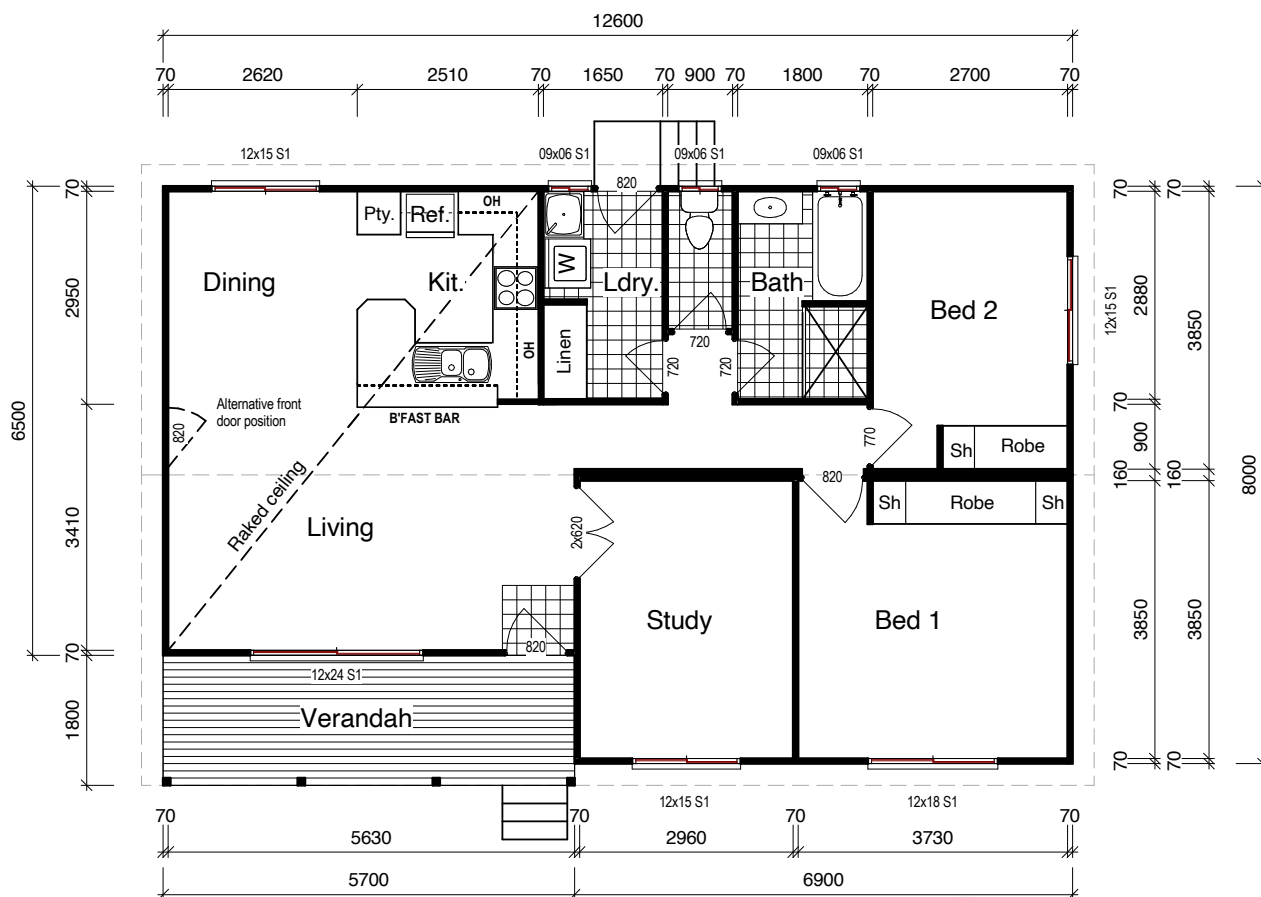 12600
70 2620 2510 70 1650 70 900 70 1800 70 2700 70
12x15 S1 09x06 S1 09x06 S1 09x06 S1
820
Pty. Ref. OH
W
Dining Kit. Ldry. Bath
Bed 2
12x15 S1
OH
Linen
720
720
720
Alternative front
door position
820
B'FAST BAR
770
Sh Robe
820
Sh Robe Sh
Raked ceiling
Living
2x620
Study Bed 1
820
12x24 S1
Verandah
12x15 S1 12x18 S1
70
2950
3410
70
1800
6500
70
2880
70
900
160
3850
70
70
3850
160
3850
70
8000
70 70 70 70
5630 2960 3730
5700 6900